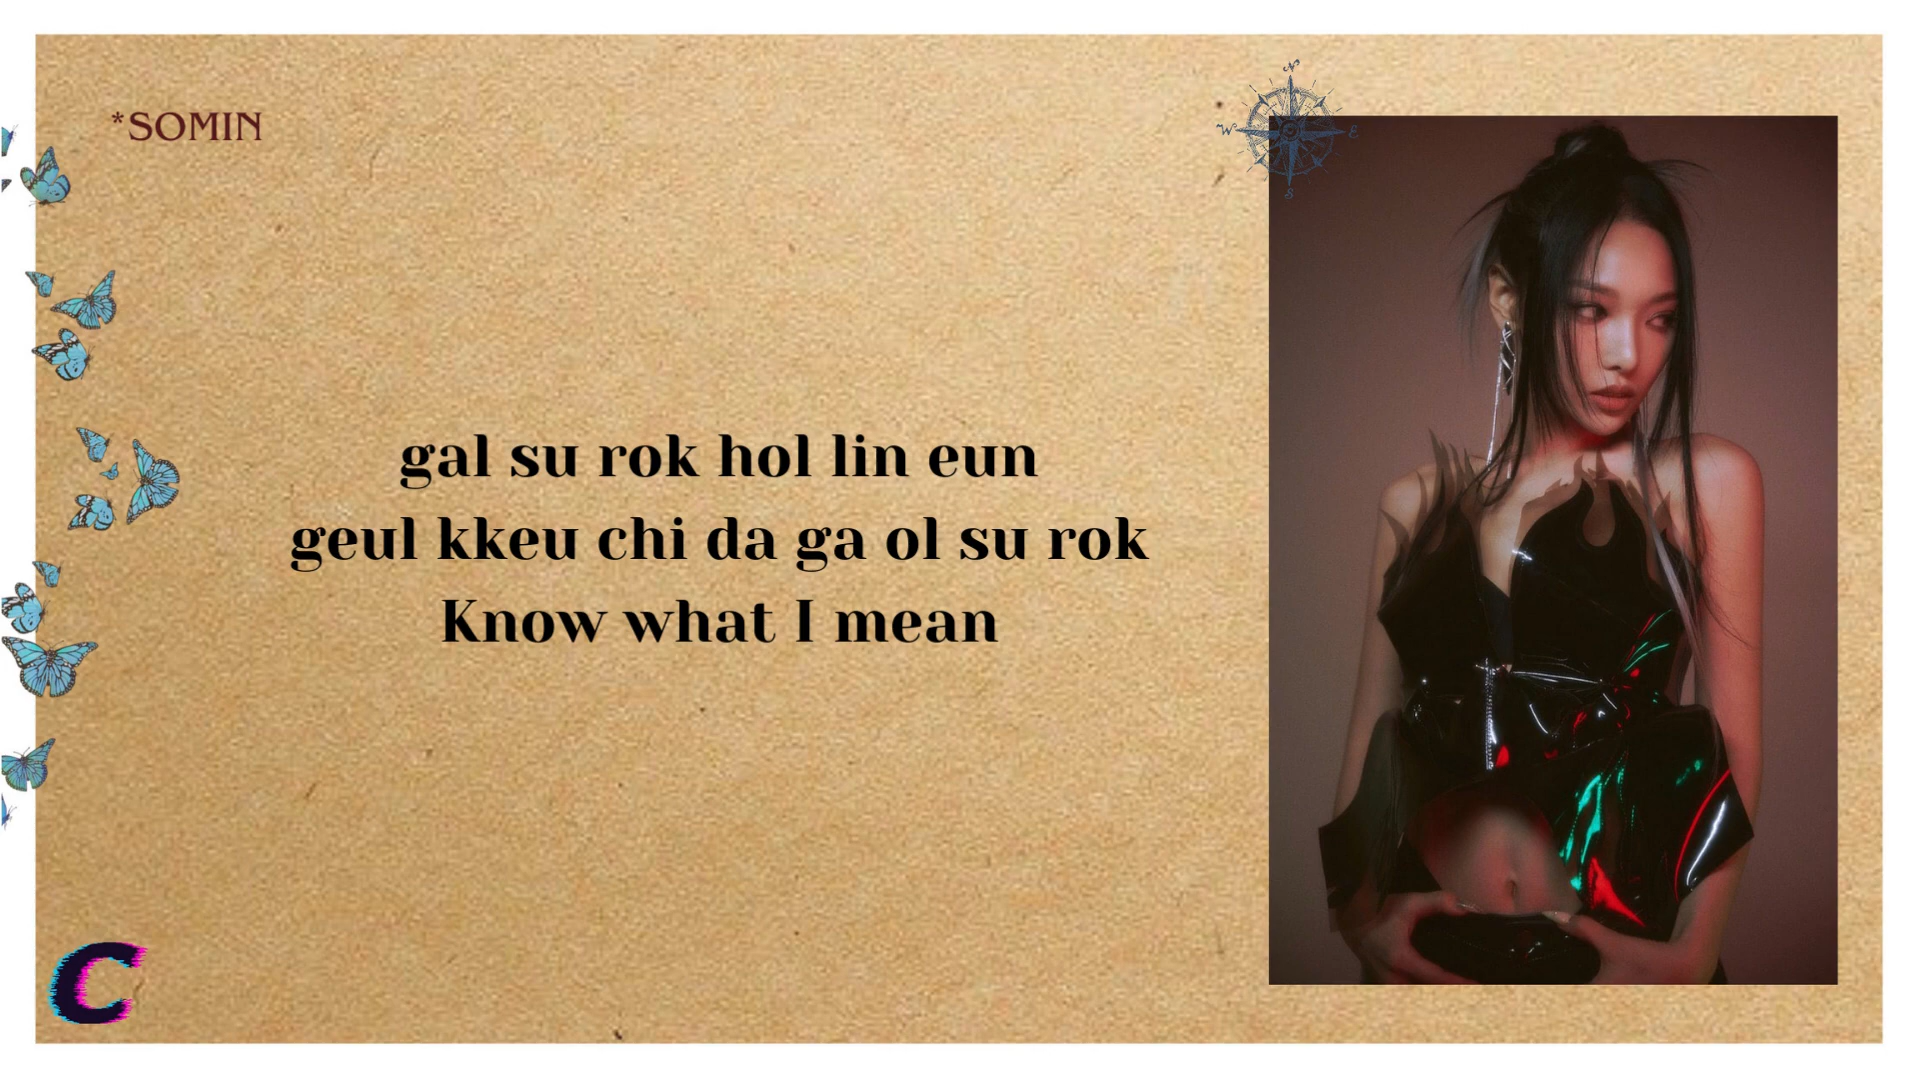 *SOMIN
N
W E
S
gal su rok hol lin eun
geul kkeu chi da ga ol su rok
Know what I mean
C